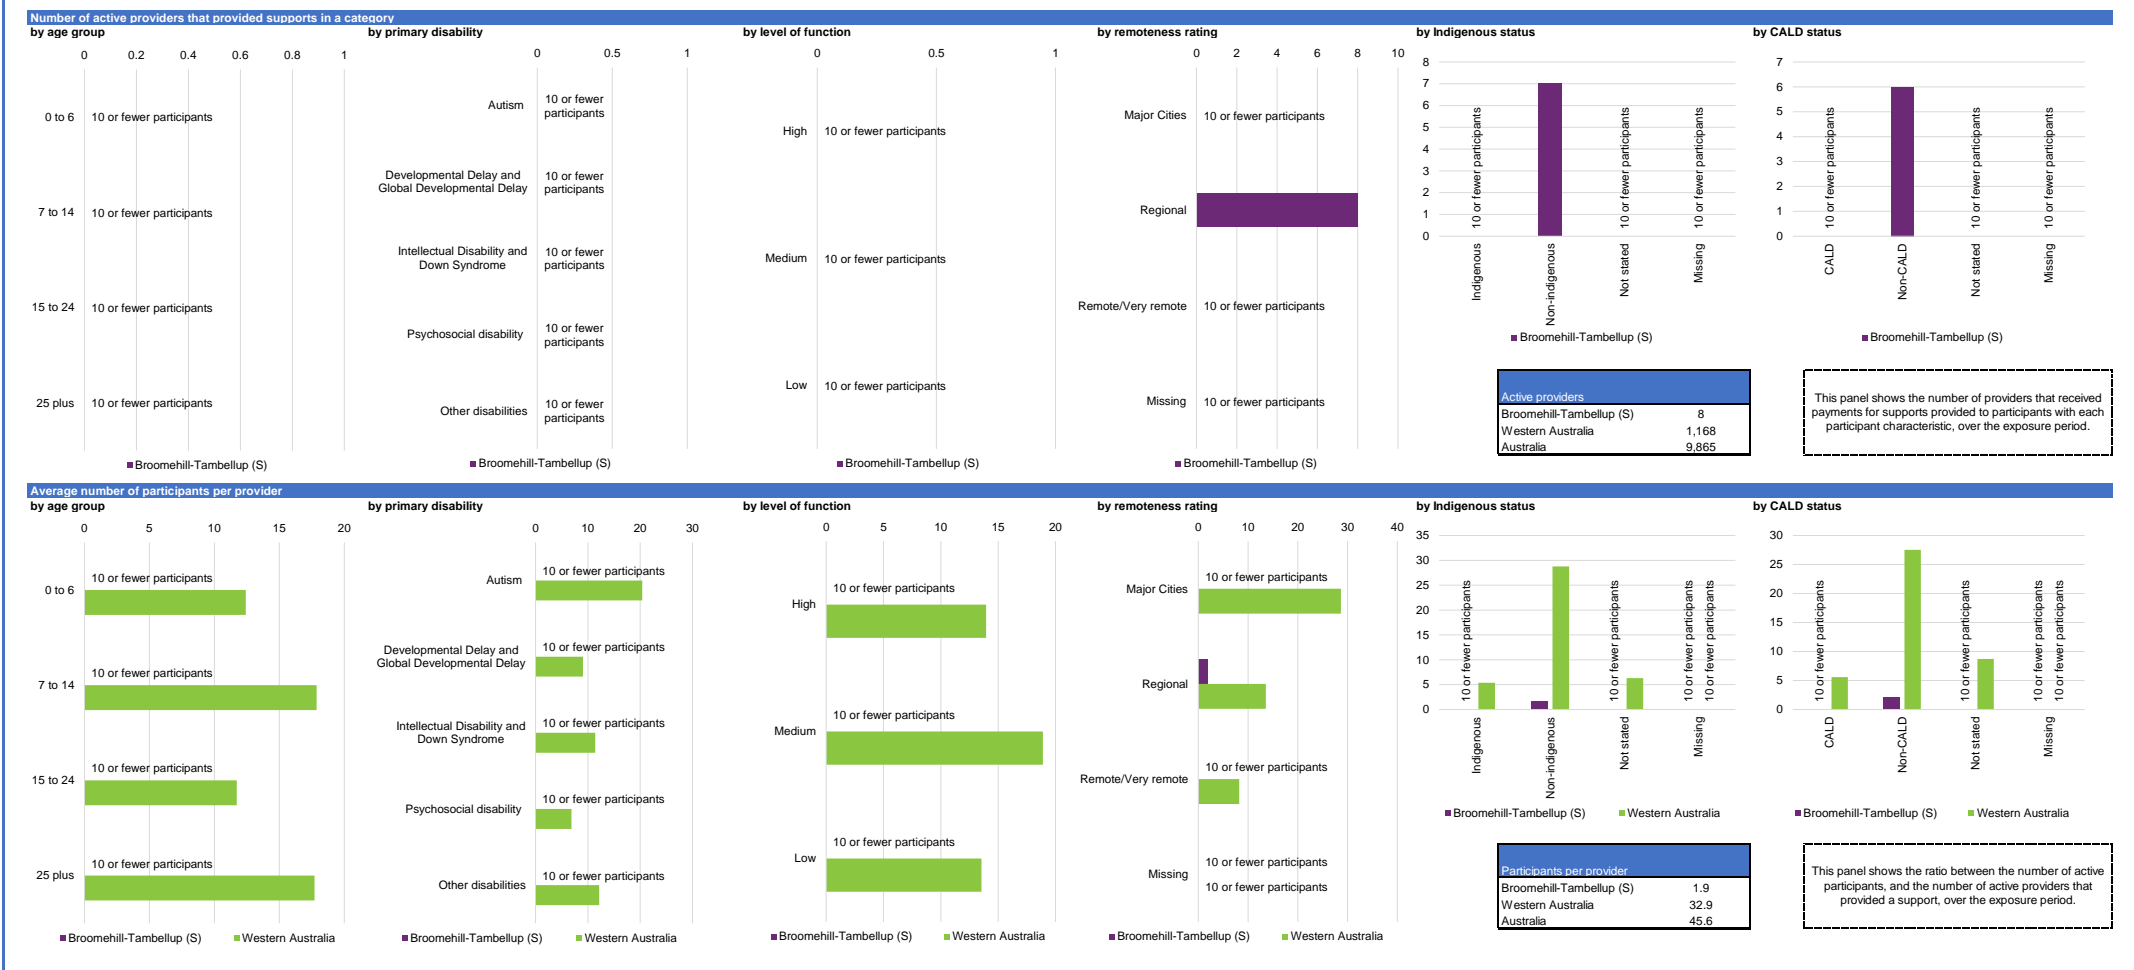 Number of active providers that provided supports in a category
by age group
0 0.2 0.4 0.6 0.8 1
0 to 6 10 or fewer participants
7 to 14 10 or fewer participants
15 to 24 10 or fewer participants
25 plus 10 or fewer participants
Broomehill-Tambellup (S)
by primary disability
0 0.5 1
Autism
10 or fewer
participants
Developmental Delay and
Global Developmental Delay
10 or fewer
participants
Intellectual Disability and
Down Syndrome
10 or fewer
participants
Psychosocial disability
10 or fewer
participants
Other disabilities
10 or fewer
participants
Broomehill-Tambellup (S)
by level of function
0 0.5 1
High 10 or fewer participants
Medium 10 or fewer participants
Low 10 or fewer participants
Broomehill-Tambellup (S)
by remoteness rating
0 2 4 6 8 10
Major Cities 10 or fewer participants
Regional
Remote/Very remote 10 or fewer participants
Missing 10 or fewer participants
Broomehill-Tambellup (S)
by Indigenous status
8
7
6
5
4
3
2
1
0
10 or fewer participants
10 or fewer participants
10 or fewer participants
Indigenous
Non-indigenous
Not stated
Missing
Broomehill-Tambellup (S)
by CALD status
7
6
5
4
3
2
1
0
10 or fewer participants
10 or fewer participants
10 or fewer participants
CALD
Non-CALD
Not stated
Missing
Broomehill-Tambellup (S)
Active providers
Broomehill-Tambellup (S) 8
Western Australia 1,168
Australia 9,865
This panel shows the number of providers that received
payments for supports provided to participants with each
participant characteristic, over the exposure period.
Average number of participants per provider
by age group
0 5 10 15 20
0 to 6 10 or fewer participants
7 to 14 10 or fewer participants
15 to 24 10 or fewer participants
25 plus 10 or fewer participants
Broomehill-Tambellup (S) Western Australia
by primary disability
0 10 20 30
Autism 10 or fewer participants
Developmental Delay and
Global Developmental Delay
10 or fewer participants
Intellectual Disability and
Down Syndrome
10 or fewer participants
Psychosocial disability 10 or fewer participants
Other disabilities 10 or fewer participants
Broomehill-Tambellup (S) Western Australia
by level of function
0 5 10 15 20
High 10 or fewer participants
Medium 10 or fewer participants
Low 10 or fewer participants
Broomehill-Tambellup (S) Western Australia
by remoteness rating
0 10 20 30 40
Major Cities 10 or fewer participants
Regional
Remote/Very remote 10 or fewer participants
Missing
10 or fewer participants
10 or fewer participants
Broomehill-Tambellup (S) Western Australia
by Indigenous status
35
30
25
20
15
10
5
0
10 or fewer participants
10 or fewer participants
10 or fewer participants
10 or fewer participants
Indigenous
Non-indigenous
Not stated
Missing
Broomehill-Tambellup (S) Western Australia
by CALD status
30
25
20
15
10
5
0
10 or fewer participants
10 or fewer participants
10 or fewer participants
10 or fewer participants
CALD
Non-CALD
Not stated
Missing
Broomehill-Tambellup (S) Western Australia
Participants per provider
Broomehill-Tambellup (S) 1.9
Western Australia 32.9
Australia 45.6
This panel shows the ratio between the number of active
participants, and the number of active providers that
provided a support, over the exposure period.